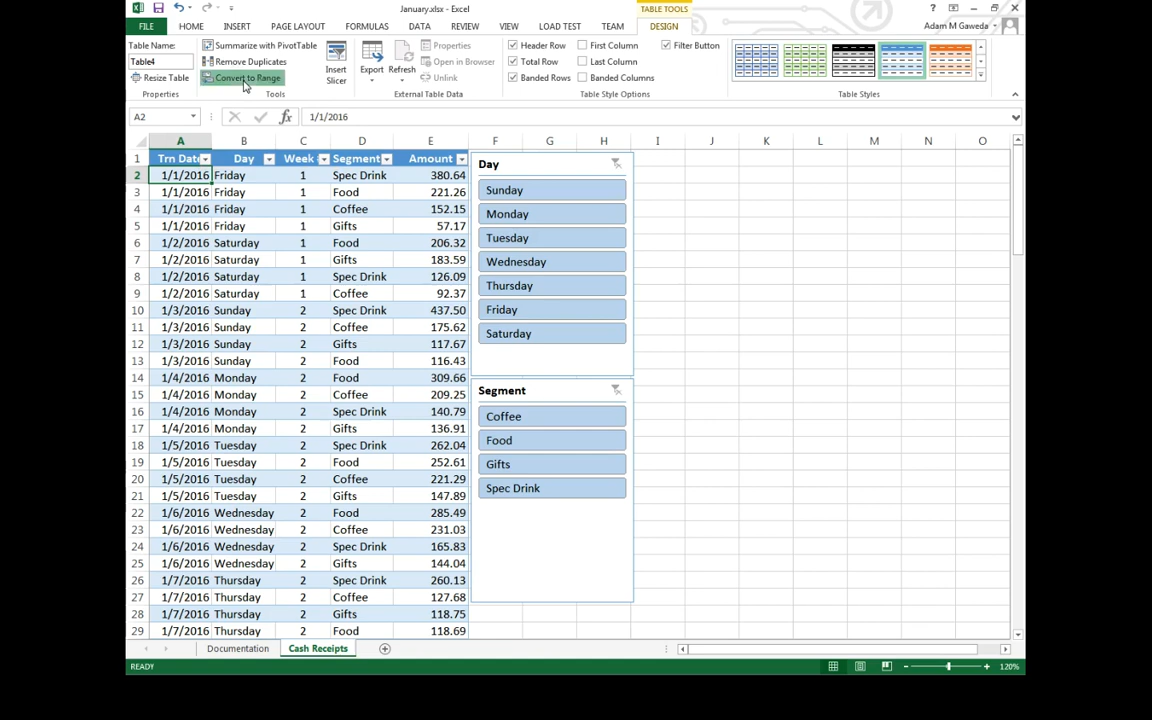 January.xlsx - Excel
TABLE TOOLS
FILE HOME INSERT PAGE LAYOUT FORMULAS DATA REVIEW VIEW LOAD TEST TEAM DESIGN
Adam M Gaweda
Table Name:
Table4
Resize Table
Properties
Summarize with PivotTable
Remove Duplicates
Convert to Range
Tools
Insert
Slicer
Export
Refresh
Properties
Open in Browser
Unlink
External Table Data
Header Row
Total Row
Banded Rows
First Column
Last Column
Banded Columns
Filter Button
Table Style Options
Table Styles
A2
fx
1/1/2016
A B C D E F G H I J K L M N O
1 Trn Date Day Week Segment Amount
2 1/1/2016 Friday 1 Spec Drink 380.64
3 1/1/2016 Friday 1 Food 221.26
4 1/1/2016 Friday 1 Coffee 152.15
5 1/1/2016 Friday 1 Gifts 57.17
6 1/2/2016 Saturday 1 Food 206.32
7 1/2/2016 Saturday 1 Gifts 183.59
8 1/2/2016 Saturday 1 Spec Drink 126.09
9 1/2/2016 Saturday 1 Coffee 92.37
10 1/3/2016 Sunday 2 Spec Drink 437.50
11 1/3/2016 Sunday 2 Coffee 175.62
12 1/3/2016 Sunday 2 Gifts 117.67
13 1/3/2016 Sunday 2 Food 116.43
14 1/4/2016 Monday 2 Food 309.66
15 1/4/2016 Monday 2 Coffee 209.25
16 1/4/2016 Monday 2 Spec Drink 140.79
17 1/4/2016 Monday 2 Gifts 136.91
18 1/5/2016 Tuesday 2 Spec Drink 262.04
19 1/5/2016 Tuesday 2 Food 252.61
20 1/5/2016 Tuesday 2 Coffee 221.29
21 1/5/2016 Tuesday 2 Gifts 147.89
22 1/6/2016 Wednesday 2 Food 285.49
23 1/6/2016 Wednesday 2 Coffee 231.03
24 1/6/2016 Wednesday 2 Spec Drink 165.83
25 1/6/2016 Wednesday 2 Gifts 144.04
26 1/7/2016 Thursday 2 Spec Drink 260.13
27 1/7/2016 Thursday 2 Coffee 127.68
28 1/7/2016 Thursday 2 Gifts 118.75
29 1/7/2016 Thursday 2 Food 118.69
Day
Sunday
Monday
Tuesday
Wednesday
Thursday
Friday
Saturday
Segment
Coffee
Food
Gifts
Spec Drink
Documentation Cash Receipts
READY
120%